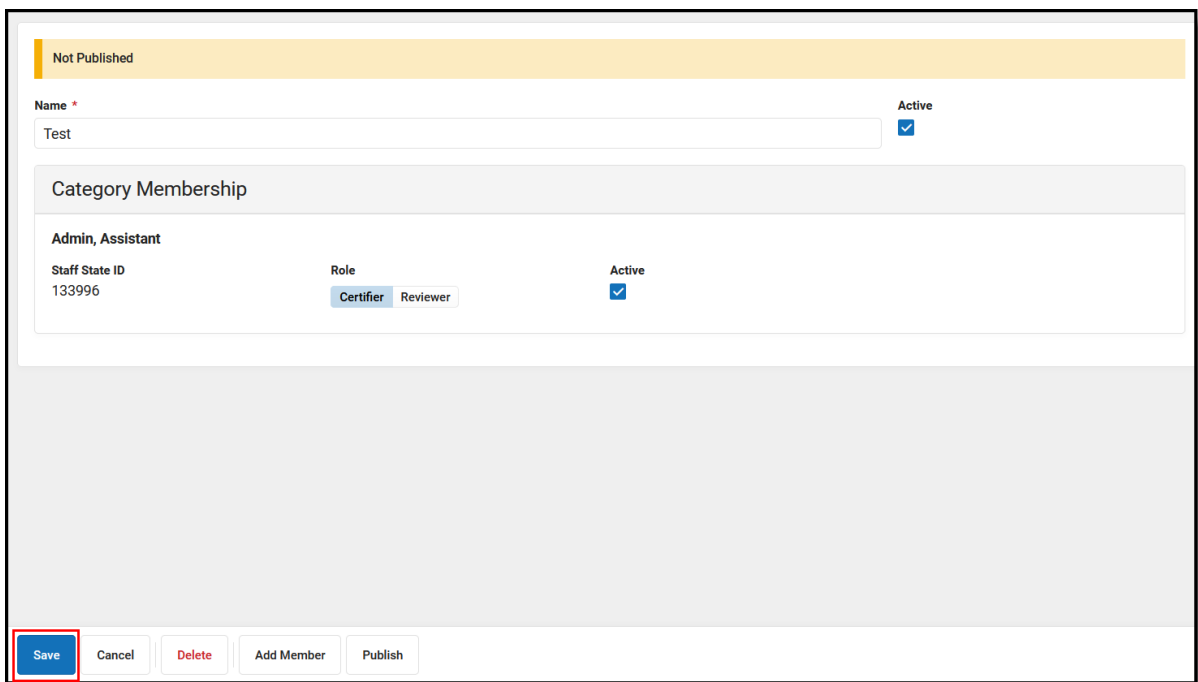 Not Published
Name * Active
Test
Category Membership
Admin, Assistant
Staff State ID Role Active
133996 Certifier Reviewer
Save Cancel Delete Add Member Publish